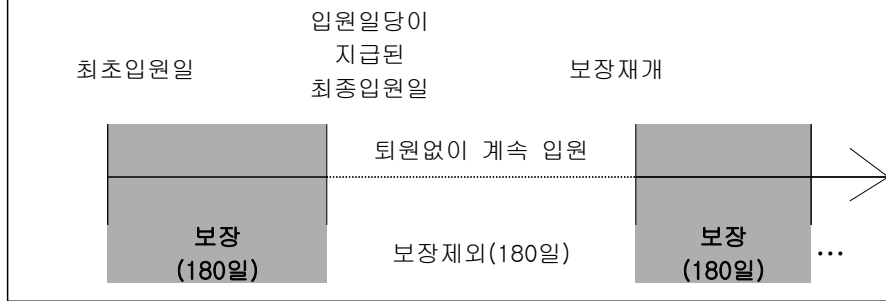 최초입원일
입원일당이
지급된
최종입원일
보장재개
퇴원없이 계속 입원
보장
(180일)
보장제외(180일)
보장
(180일)
…